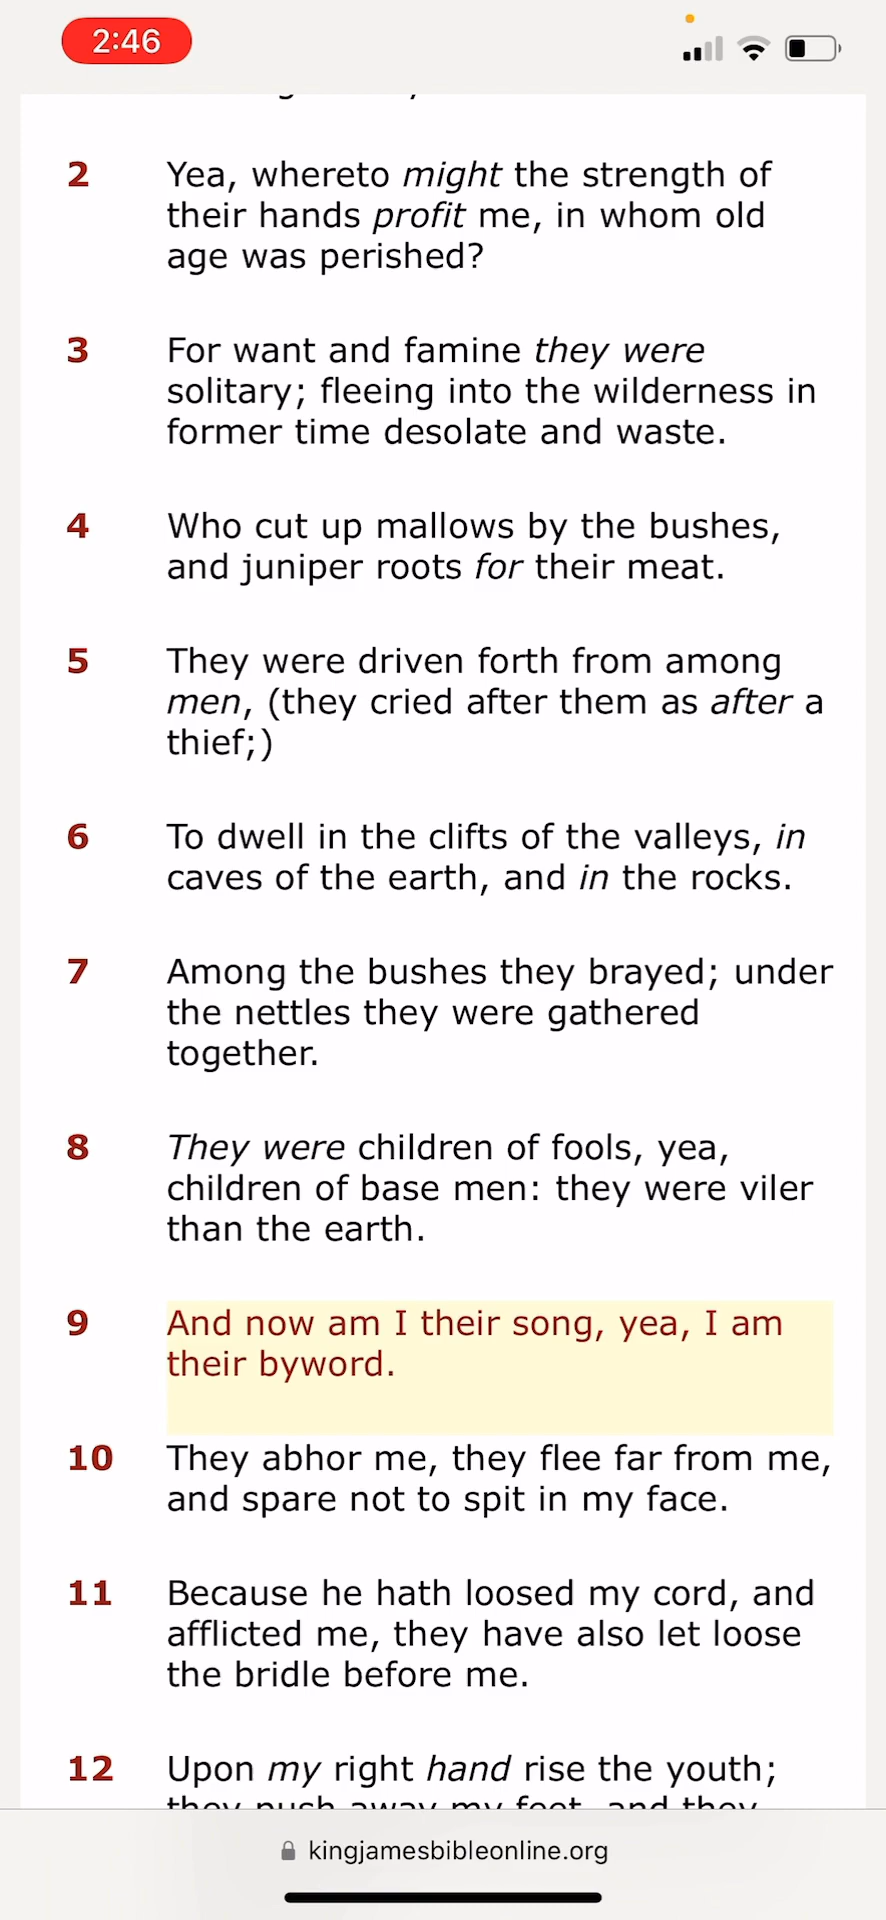 2:46
2 Yea, whereto might the strength of
their hands profit me, in whom old
age was perished?
3 For want and famine they were
solitary; fleeing into the wilderness in
former time desolate and waste.
4 Who cut up mallows by the bushes,
and juniper roots for their meat.
5 They were driven forth from among
men, (they cried after them as after a
thief;)
6 To dwell in the clifts of the valleys, in
caves of the earth, and in the rocks.
7 Among the bushes they brayed; under
the nettles they were gathered
together.
8 They were children of fools, yea,
children of base men: they were viler
than the earth.
9 And now am I their song, yea, I am
their byword.
10 They abhor me, they flee far from me,
and spare not to spit in my face.
11 Because he hath loosed my cord, and
afflicted me, they have also let loose
the bridle before me.
12 Upon my right hand rise the youth;
they push away my feet, and they
kingjamesbibleonline.org